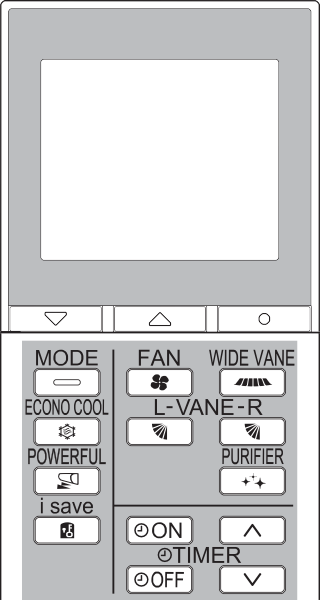 MODE
FAN
WIDE VANE
ECONO COOL
L-VANE-R
POWERFUL
PURIFIER
i save
ON
TIMER
OFF